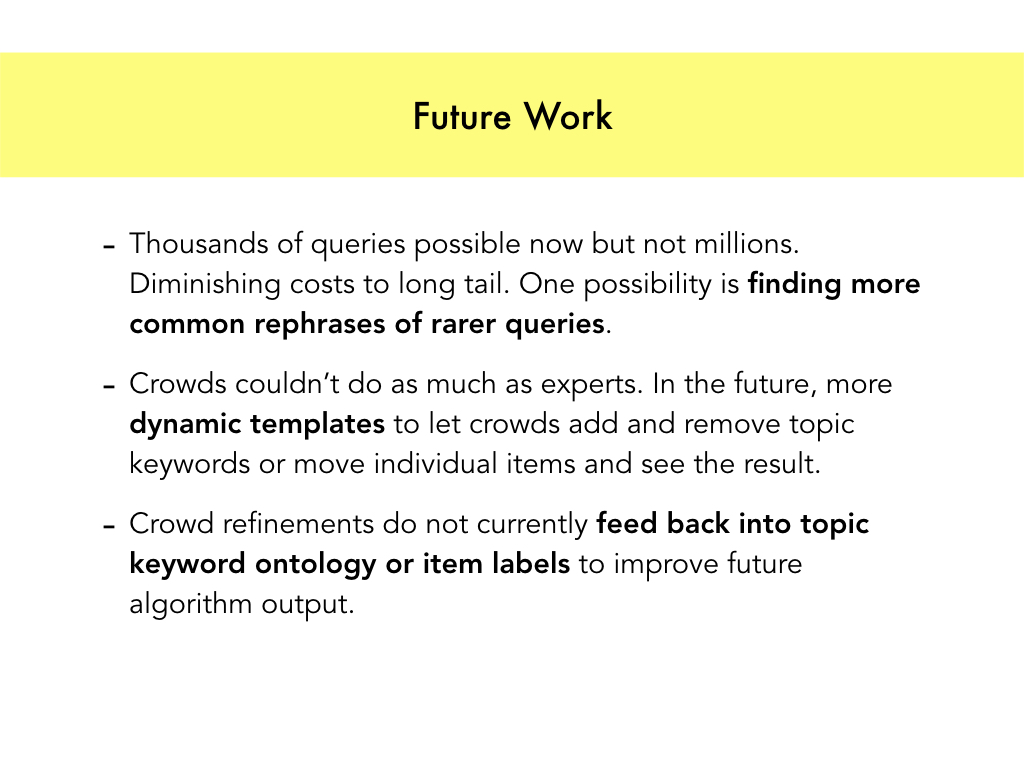 Future Work
- Thousands of queries possible now but not millions.
Diminishing costs to long tail. One possibility is finding more
common rephrases of rarer queries.
- Crowds couldn’t do as much as experts. In the future, more
dynamic templates to let crowds add and remove topic
keywords or move individual items and see the result.
- Crowd refinements do not currently feed back into topic
keyword ontology or item labels to improve future
algorithm output.